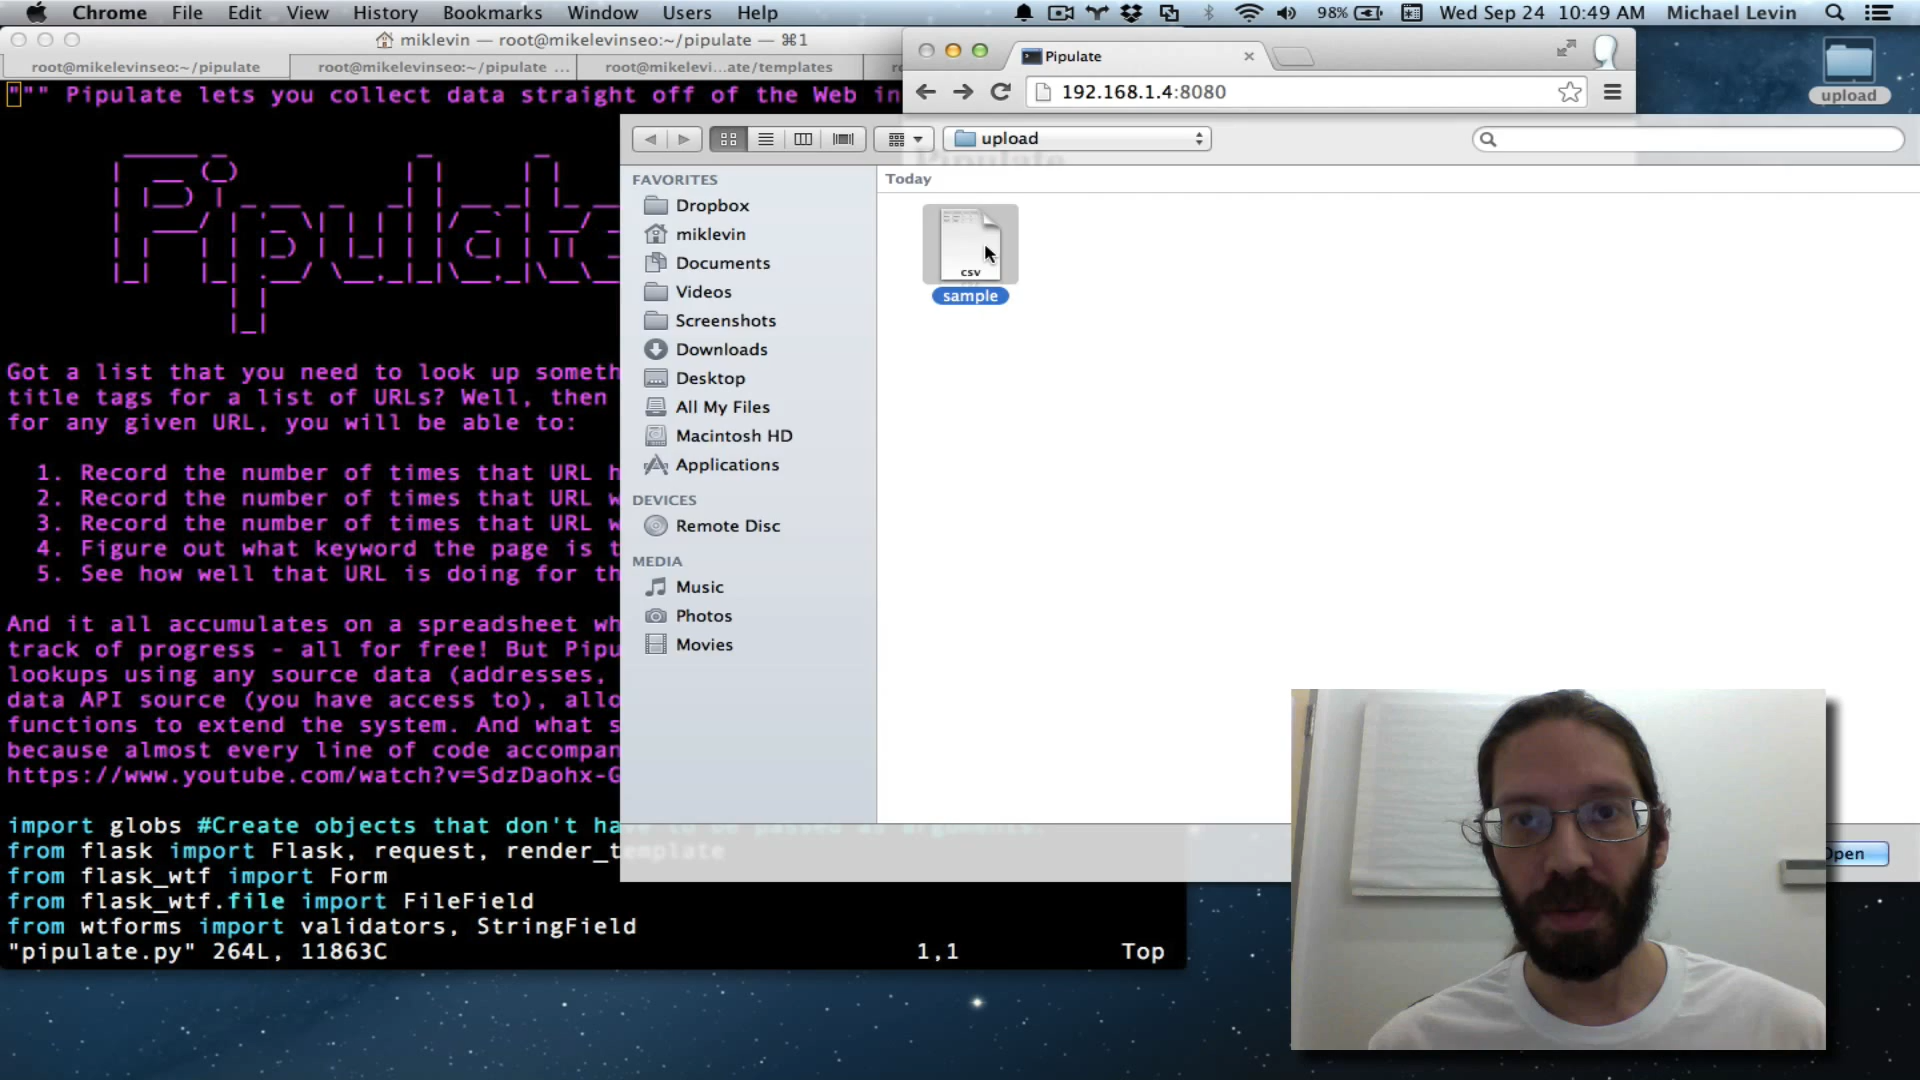 Chrome File Edit View History Bookmarks Window Users Help 98% Wed Sep 24 10:49 AM Michael Levin
miklevin — root@mikelevinseo:~/pipulate — ⌘1
root@mikelevinseo:~/pipulate root@mikelevinseo:~/pipulate ... root@mikelevi...ate/templates
Pipulate
192.168.1.4:8080
upload
""" Pipulate lets you collect data straight off of the Web in
upload
FAVORITES
Dropbox
miklevin
Documents
Videos
Screenshots
Downloads
Desktop
All My Files
Macintosh HD
Applications
DEVICES
Remote Disc
MEDIA
Music
Photos
Movies
Today
csv
sample
Open
Pipulate
Got a list that you need to look up someth
title tags for a list of URLs? Well, then
for any given URL, you will be able to:
1. Record the number of times that URL h
2. Record the number of times that URL w
3. Record the number of times that URL w
4. Figure out what keyword the page is t
5. See how well that URL is doing for th
And it all accumulates on a spreadsheet wh
track of progress - all for free! But Pipu
lookups using any source data (addresses,
data API source (you have access to), allo
functions to extend the system. And what s
because almost every line of code accompan
https://www.youtube.com/watch?v=SdzDaohx-G
import globs #Create objects that don't have to be passed as arguments.
from flask import Flask, request, render_template
from flask_wtf import Form
from flask_wtf.file import FileField
from wtforms import validators, StringField
"pipulate.py" 264L, 11863C 1,1 Top